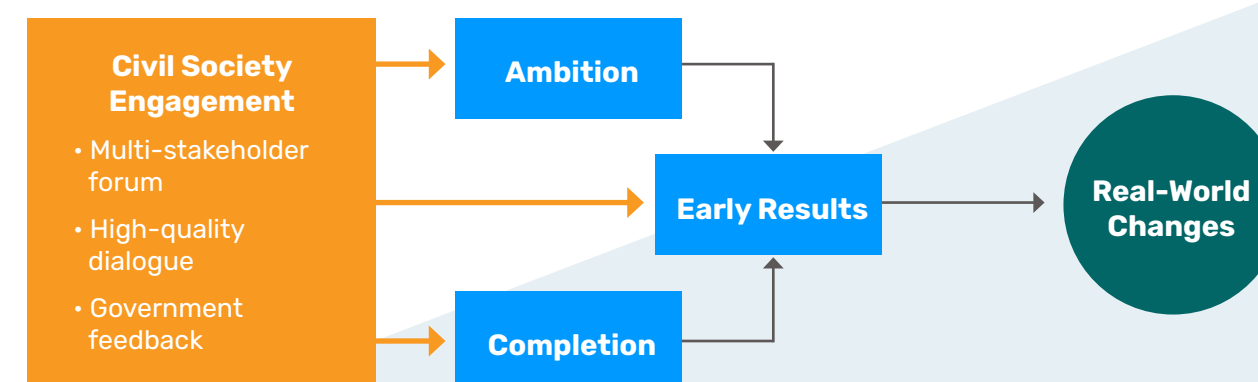 Civil Society
Engagement
• Multi-stakeholder
forum
• High-quality
dialogue
• Government
feedback
Ambition
Early Results
Completion
Real-World
Changes